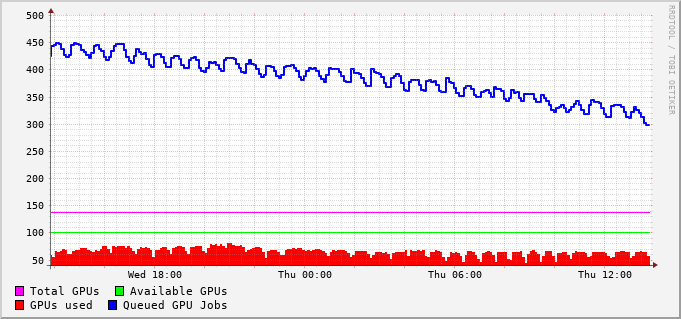 500
450
400
350
300
250
200
150
100
50
Wed 18:00 Thu 00:00 Thu 06:00 Thu 12:00
Total GPUs Available GPUs
GPUs used Queued GPU Jobs
RRDTOOL / TOBI OETIKER